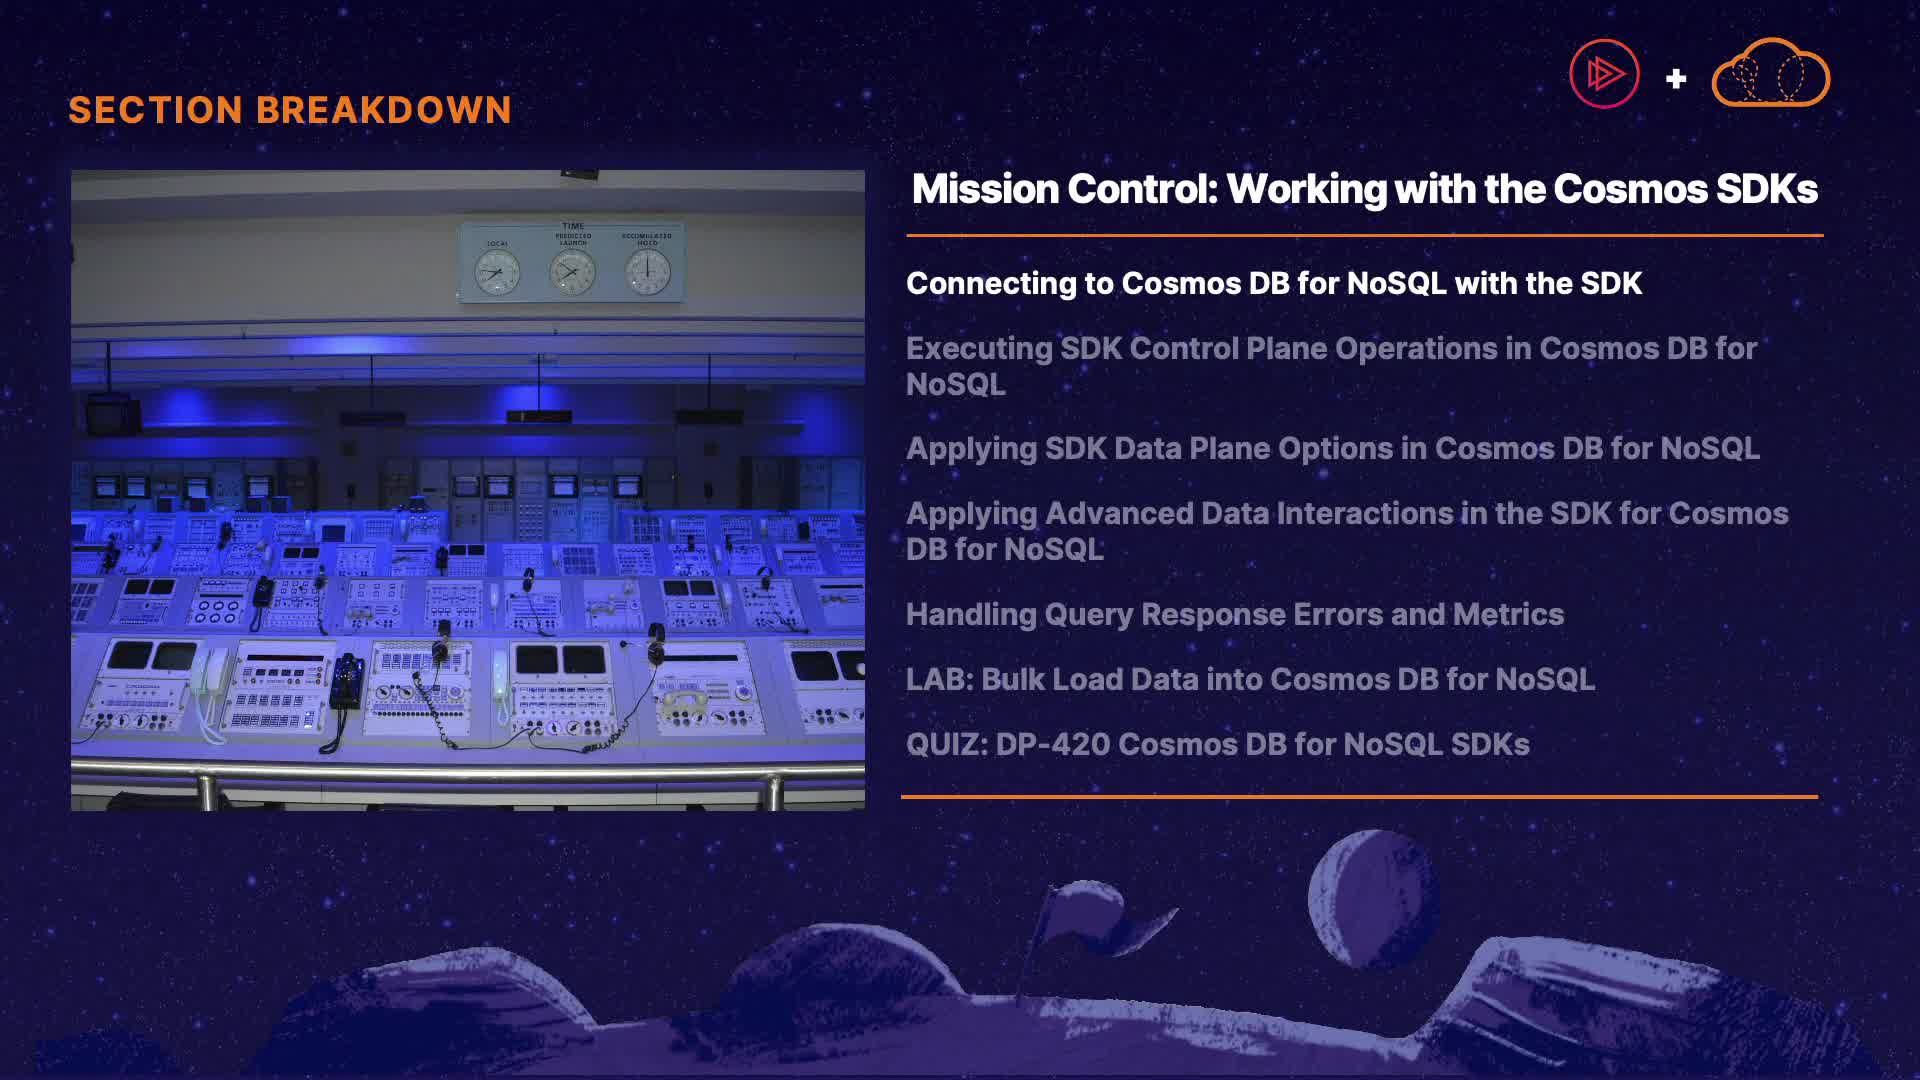 SECTION BREAKDOWN
TIME
LOCAL
PREDICTED
LAUNCH
ACCUMULATED
HOLD
Mission Control: Working with the Cosmos SDKs
Connecting to Cosmos DB for NoSQL with the SDK
Executing SDK Control Plane Operations in Cosmos DB for
NoSQL
Applying SDK Data Plane Options in Cosmos DB for NoSQL
Applying Advanced Data Interactions in the SDK for Cosmos
DB for NoSQL
Handling Query Response Errors and Metrics
LAB: Bulk Load Data into Cosmos DB for NoSQL
QUIZ: DP-420 Cosmos DB for NoSQL SDKs